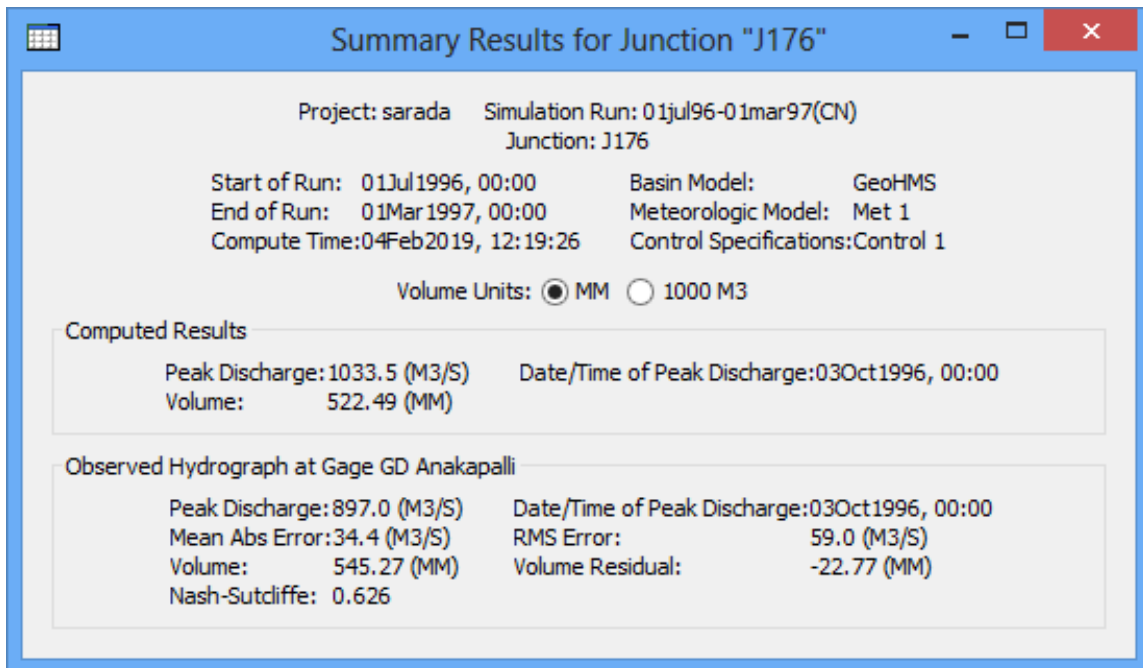 Summary Results for Junction "J176"
Project: sarada Simulation Run: 01jul96-01mar97(CN)
Junction: J176
Start of Run: 01Jul1996, 00:00 Basin Model: GeoHMS
End of Run: 01Mar1997, 00:00 Meteorologic Model: Met 1
Compute Time:04Feb2019, 12:19:26 Control Specifications:Control 1
Volume Units: MM 1000 M3
Computed Results
Peak Discharge:1033.5 (M3/S) Date/Time of Peak Discharge:03Oct1996, 00:00
Volume: 522.49 (MM)
Observed Hydrograph at Gage GD Anakapalli
Peak Discharge:897.0 (M3/S) Date/Time of Peak Discharge:03Oct1996, 00:00
Mean Abs Error:34.4 (M3/S) RMS Error: 59.0 (M3/S)
Volume: 545.27 (MM) Volume Residual: -22.77 (MM)
Nash-Sutcliffe: 0.626